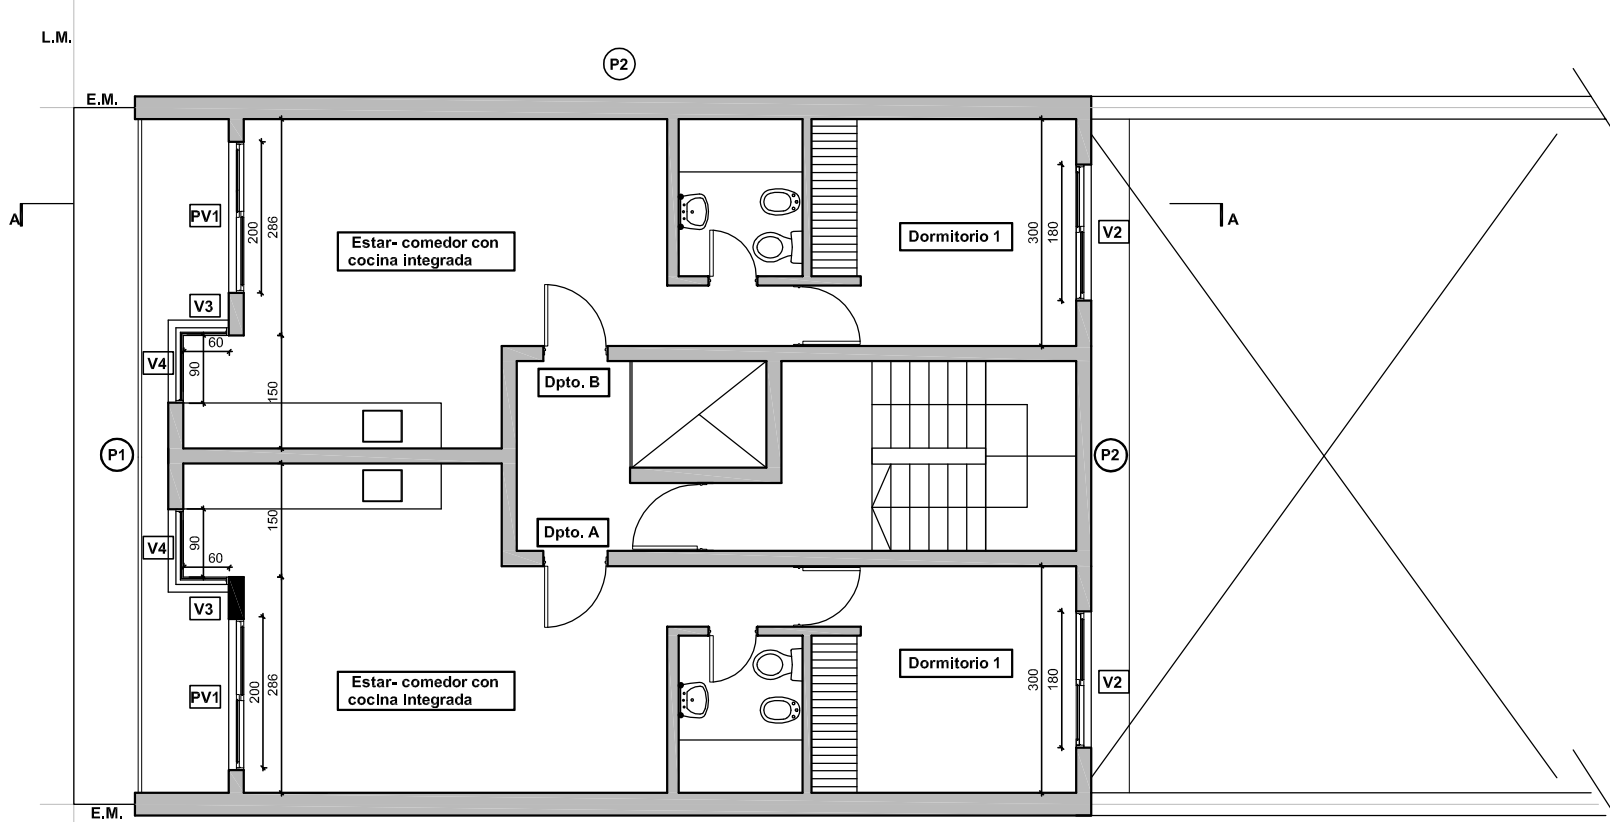 L.M.
P2
E.M.
A
PV1
200
286
Estar- comedor con
cocina integrada
Dormitorio 1
300
180
V2
A
V3
60
V4
90
150
Dpto. B
P1
P2
150
V4
90
60
Dpto. A
V3
PV1
200
286
Estar- comedor con
cocina integrada
Dormitorio 1
300
180
V2
E.M.